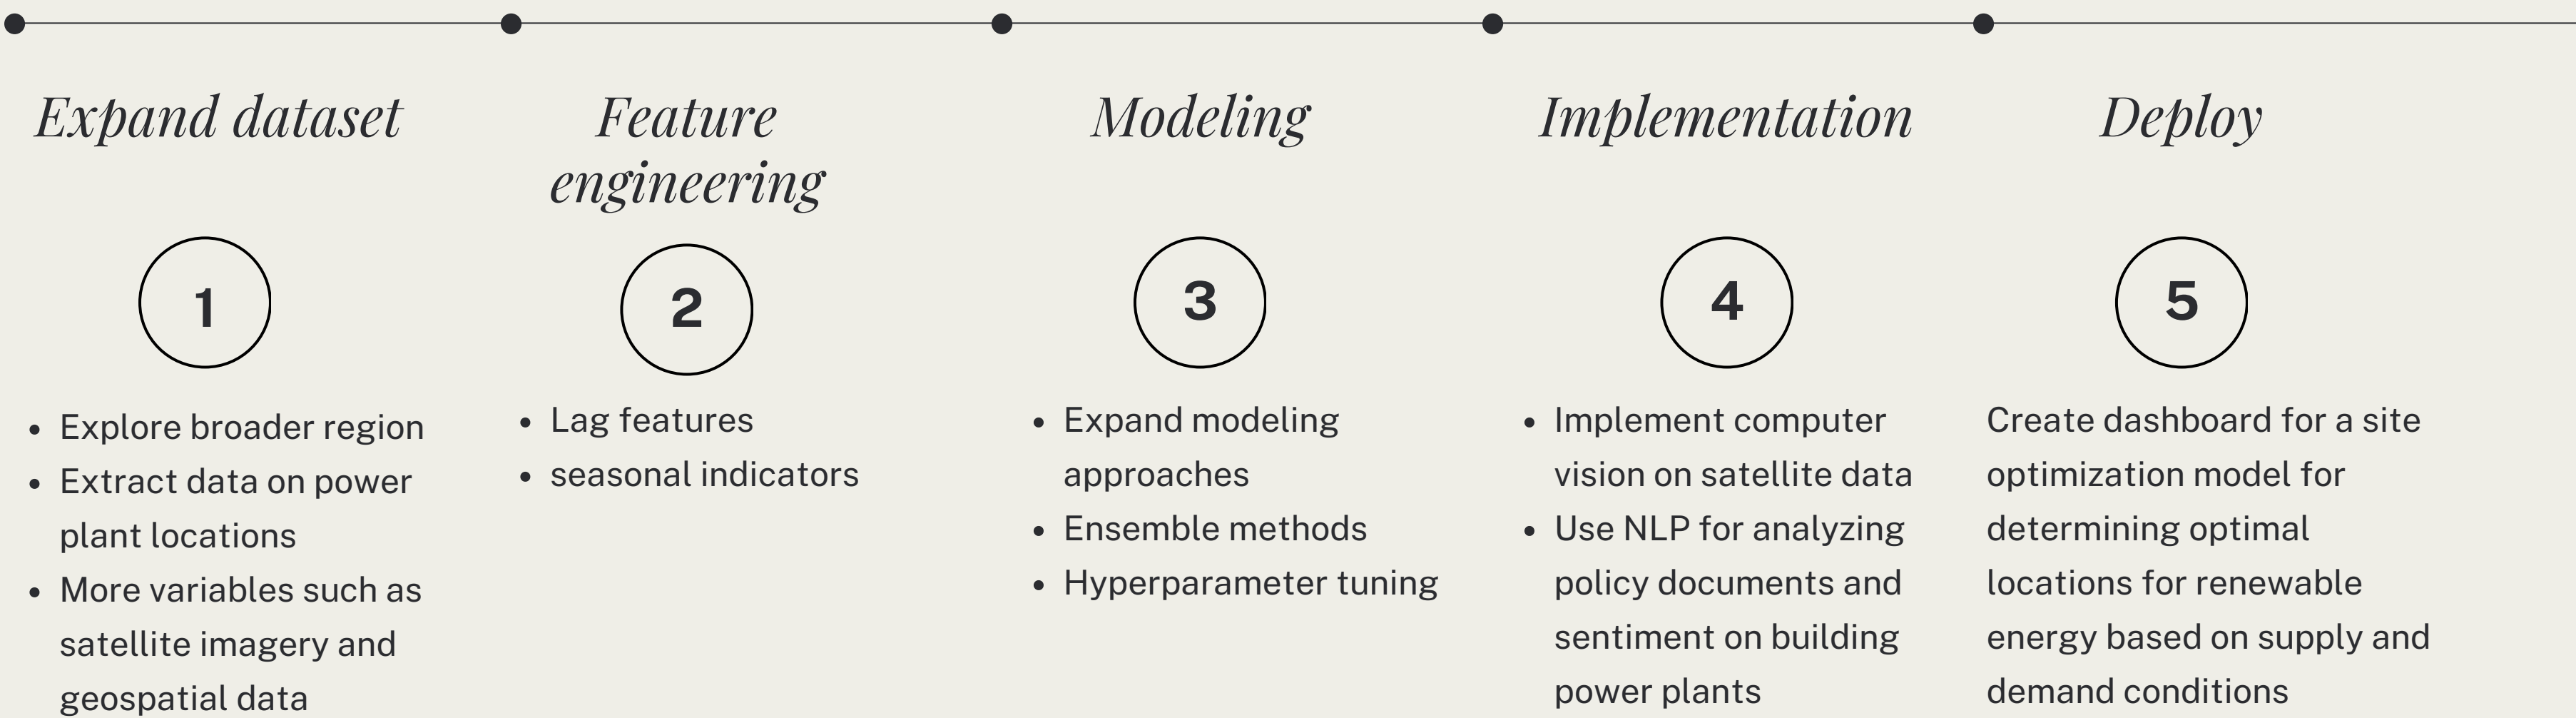 Expand dataset
1
• Explore broader region
• Extract data on power
plant locations
• More variables such as
satellite imagery and
geospatial data
Feature
engineering
2
• Lag features
• seasonal indicators
Modeling
3
• Expand modeling
approaches
• Ensemble methods
• Hyperparameter tuning
Implementation
4
• Implement computer
vision on satellite data
• Use NLP for analyzing
policy documents and
sentiment on building
power plants
Deploy
5
Create dashboard for a site
optimization model for
determining optimal
locations for renewable
energy based on supply and
demand conditions